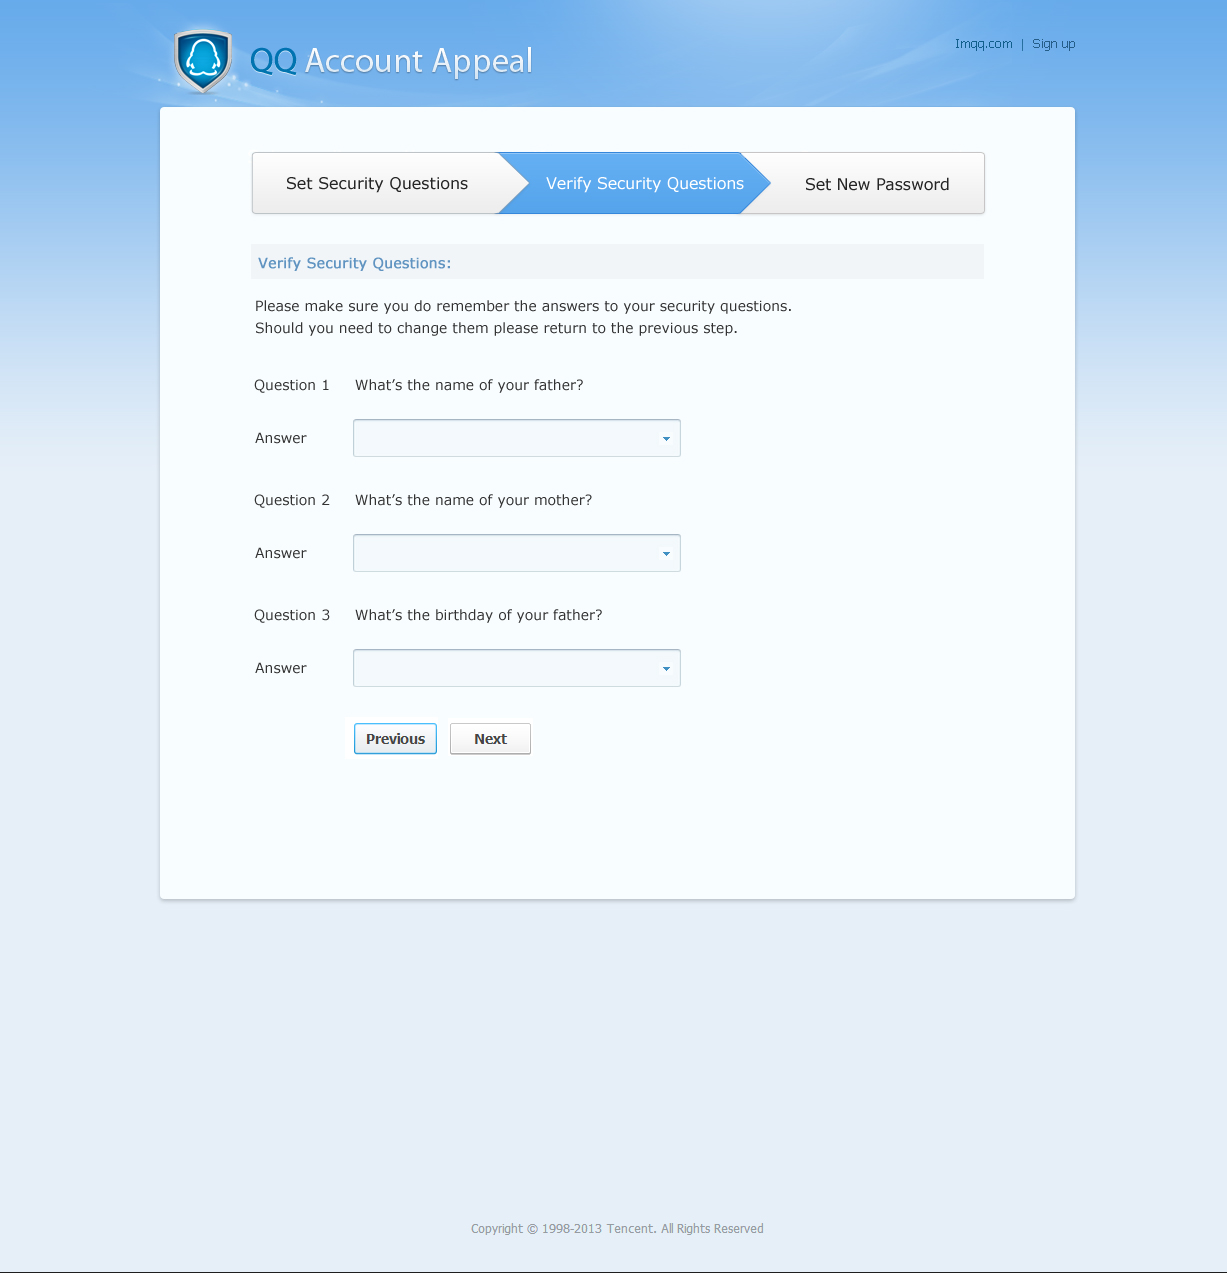 QQ Account Appeal
Imqq.com | Sign up
Set Security Questions
Verify Security Questions
Set New Password
Verify Security Questions:
Please make sure you do remember the answers to your security questions.
Should you need to change them please return to the previous step.
Question 1 What’s the name of your father?
Answer
Question 2 What’s the name of your mother?
Answer
Question 3 What’s the birthday of your father?
Answer
Previous Next
Copyright © 1998-2013 Tencent. All Rights Reserved